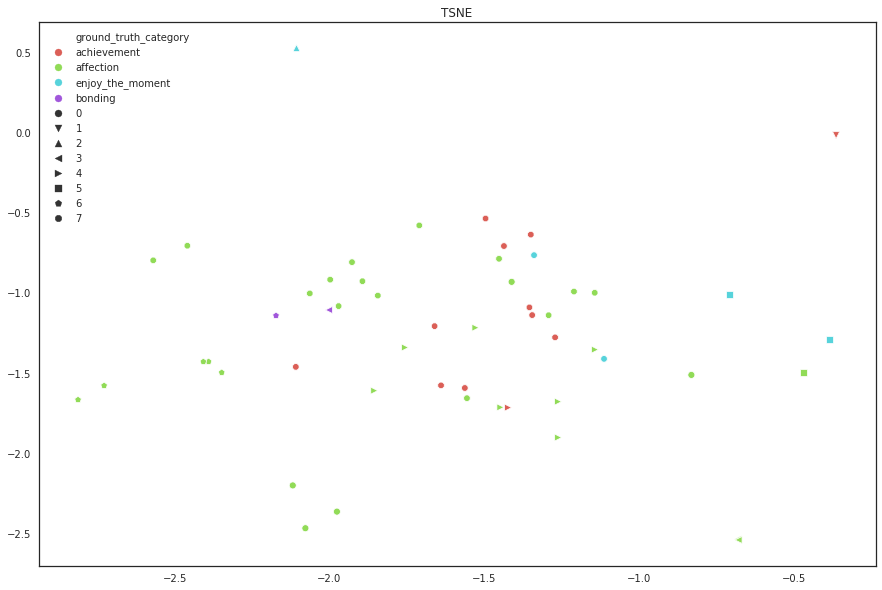 TSNE
ground_truth_category
achievement
affection
enjoy_the_moment
bonding
0
1
2
3
4
5
6
7
0.5
0.0
−0.5
−1.0
−1.5
−2.0
−2.5
−2.5 −2.0 −1.5 −1.0 −0.5